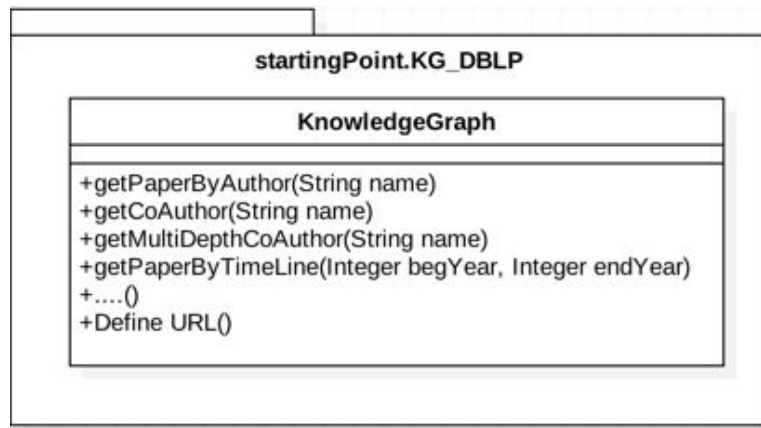 startingPoint.KG_DBLP
KnowledgeGraph
+getPaperByAuthor(String name)
+getCoAuthor(String name)
+getMultiDepthCoAuthor(String name)
+getPaperByTimeLine(Integer begYear, Integer endYear)
+....()
+Define URL()